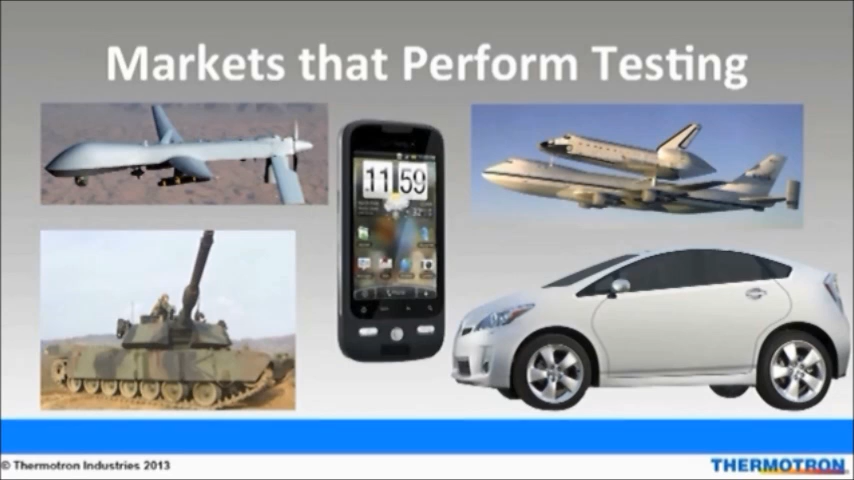 Markets that Perform Testing
11 59
© Thermotron Industries 2013
THERMOTRON